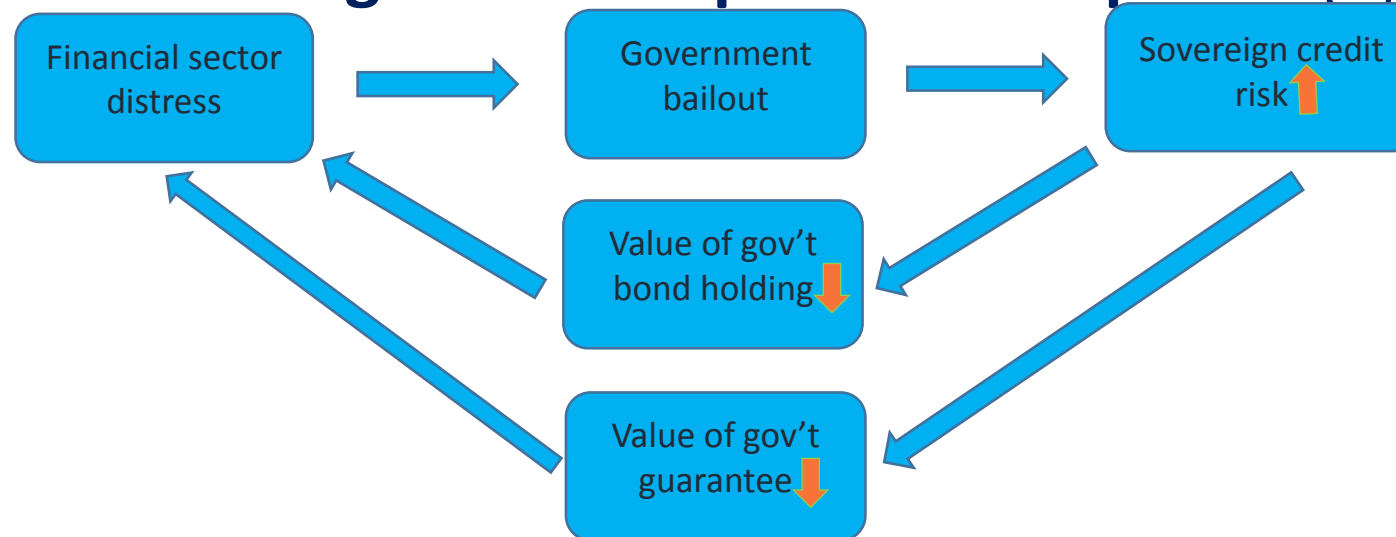 Financial sector
distress
Government
bailout
Sovereign credit
risk
Value of gov’t
bond holding
Value of gov’t
guarantee